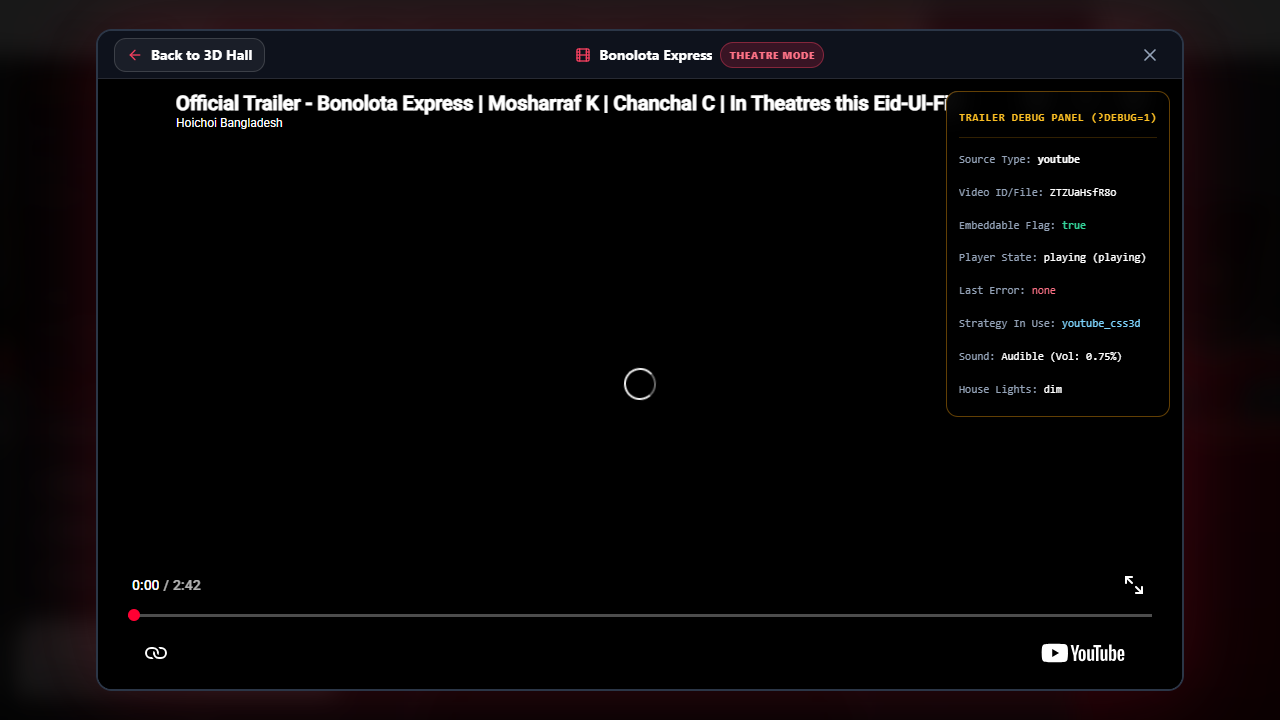 Back to 3D Hall
Bonolota Express
THEATRE MODE
Official Trailer - Bonolota Express | Mosharraf K | Chanchal C | In Theatres this Eid-Ul-Fi
Hoichoi Bangladesh
TRAILER DEBUG PANEL (?DEBUG=1)
Source Type: youtube
Video ID/File: ZTZUaHsfR8o
Embeddable Flag: true
Player State: playing (playing)
Last Error: none
Strategy In Use: youtube_css3d
Sound: Audible (Vol: 0.75%)
House Lights: dim
0:00 / 2:42
YouTube